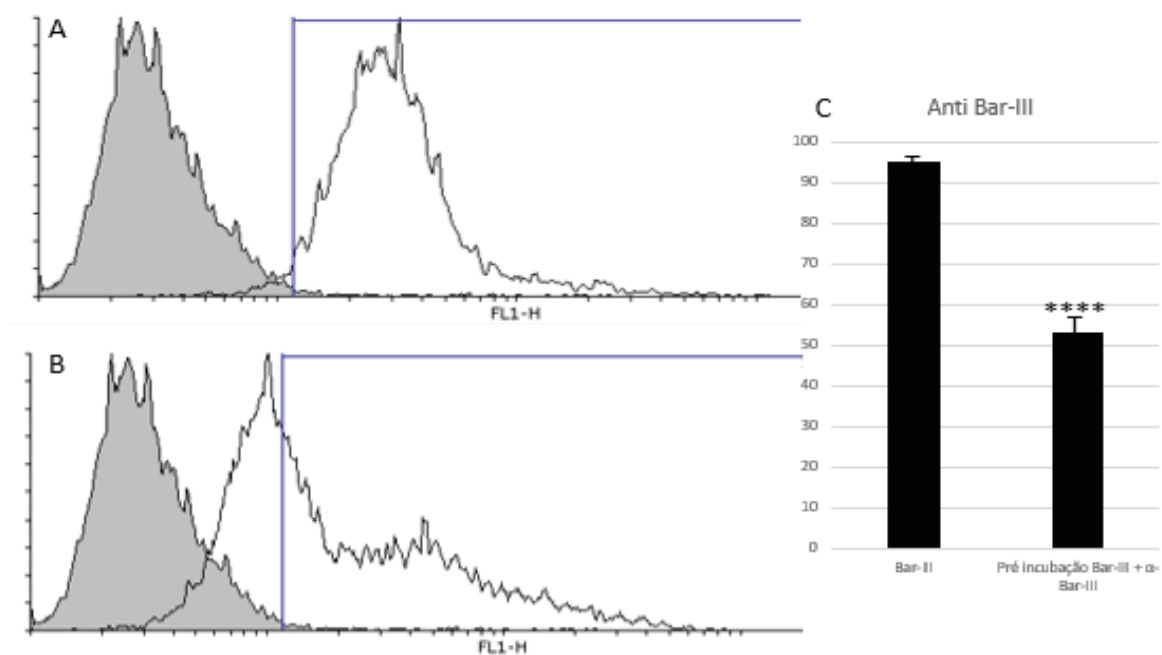 A
FL1-H
B
FL1-H
C
Anti Bar-III
100
90
80
70
60
50
40
30
20
10
0
****
Bar-III
Pré incubação Bar-III + α-
Bar-III